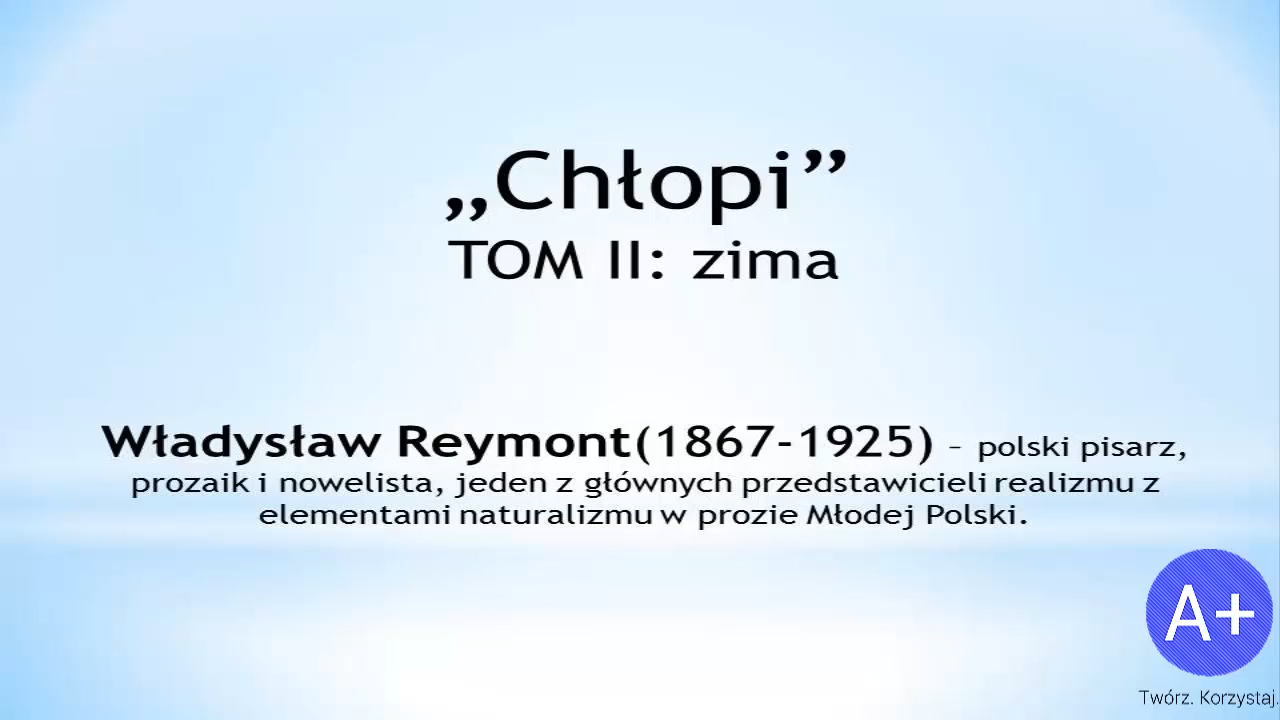 „Chłopi”
TOM II: zima
Władysław Reymont(1867-1925) – polski pisarz,
prozaik i nowelista, jeden z głównych przedstawicieli realizmu z
elementami naturalizmu w prozie Młodej Polski.
A+
Twórz. Korzystaj.